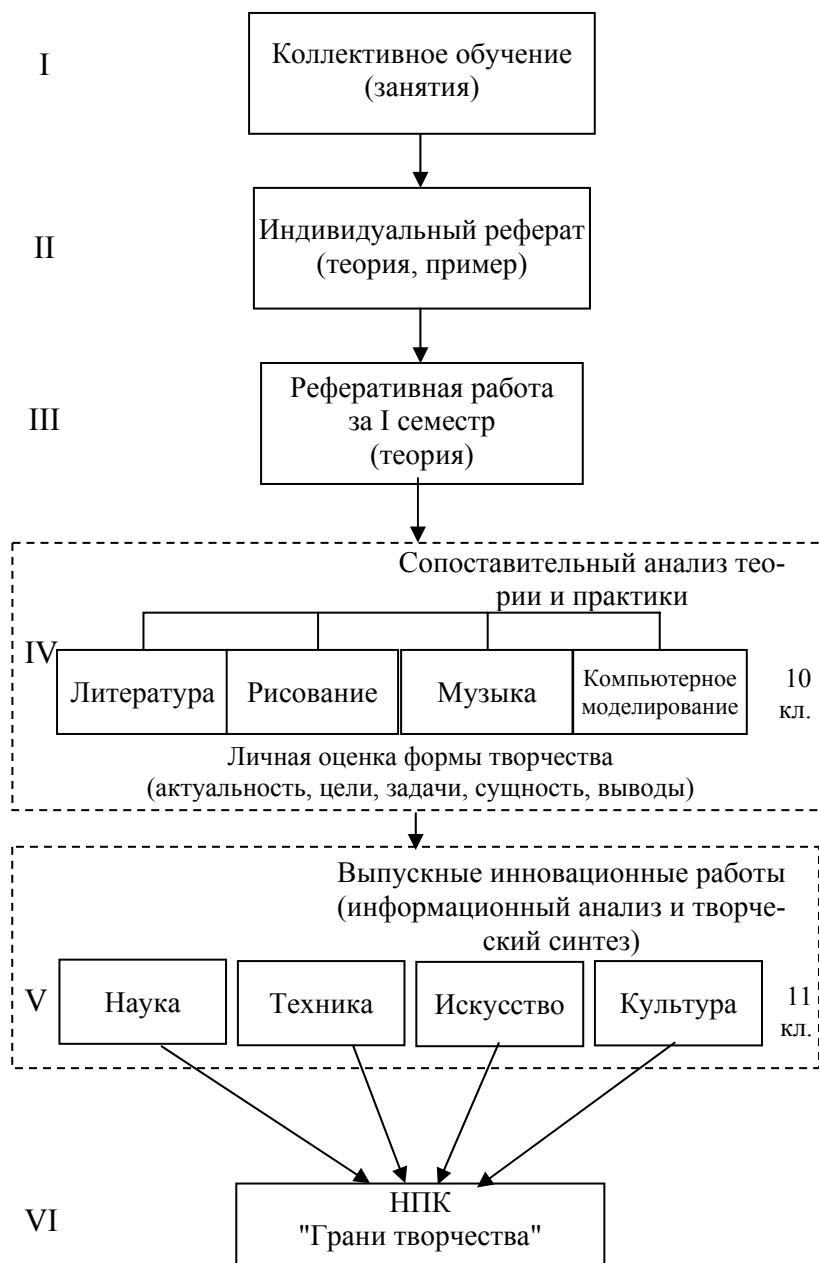 I
Коллективное обучение
(занятия)
II
Индивидуальный реферат
(теория, пример)
III
Реферативная работа
за I семестр
(теория)
Сопоставительный анализ тео-
рии и практики
IV
Литература
Рисование
Музыка
Компьютерное
моделирование
10
кл.
Личная оценка формы творчества
(актуальность, цели, задачи, сущность, выводы)
Выпускные инновационные работы
(информационный анализ и творче-
ский синтез)
V
Наука
Техника
Искусство
Культура
11
кл.
VI
НПК
"Грани творчества"